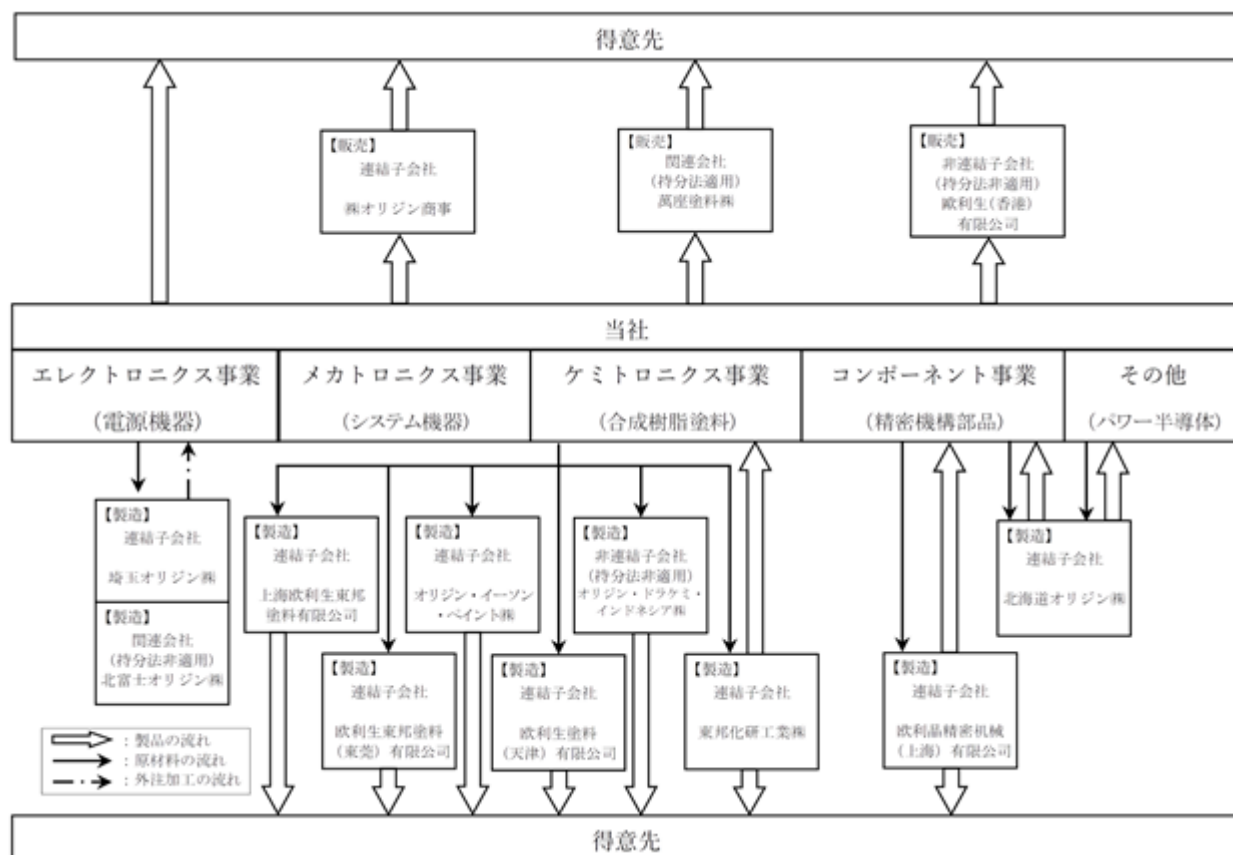 得意先
【販売】
連結子会社
㈱オリジン商事
【販売】
関連会社
(持分法適用)
萬座塗料㈱
【販売】
非連結子会社
(持分法非適用)
欧利生(香港)
有限公司
当社
エレクトロニクス事業
(電源機器)
メカトロニクス事業
(システム機器)
ケミトロニクス事業
(合成樹脂塗料)
コンポーネント事業
(精密機構部品)
その他
(パワー半導体)
【製造】
連結子会社
埼玉オリジン㈱
【製造】
関連会社
(持分法非適用)
北富士オリジン㈱
【製造】
連結子会社
上海欧利生東邦
塗料有限公司
【製造】
連結子会社
オリジン・イーソン
・ペイント㈱
【製造】
非連結子会社
(持分法非適用)
オリジン・ドラケミ・
インドネシア㈱
【製造】
連結子会社
北海道オリジン㈱
【製造】
連結子会社
欧利生東邦塗料
(東莞)有限公司
【製造】
連結子会社
欧利生塗料
(天津)有限公司
【製造】
連結子会社
東邦化研工業㈱
【製造】
連結子会社
欧利晶精密机械
(上海)有限公司
：製品の流れ
：原材料の流れ
：外注加工の流れ
得意先